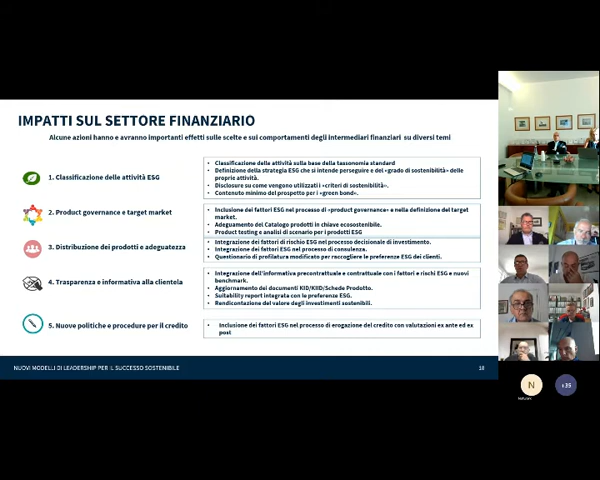 IMPATTI SUL SETTORE FINANZIARIO
Alcune azioni hanno e avranno importanti effetti sulle scelte e sui comportamenti degli intermediari finanziari su diversi temi
1. Classificazione delle attività ESG
• Classificazione delle attività sulla base della tassonomia standard
• Definizione della strategia ESG che si intende perseguire e del «grado di sostenibilità» delle
proprie attività.
• Disclosure su come vengono utilizzati i «criteri di sostenibilità».
• Contenuto minimo del prospetto per i «green bond».
2. Product governance e target market
• Inclusione dei fattori ESG nel processo di «product governance» e nella definizione del target
market.
• Adeguamento del Catalogo prodotti in chiave ecosostenibile.
• Product testing e analisi di scenario per i prodotti ESG
3. Distribuzione dei prodotti e adeguatezza
• Integrazione dei fattori di rischio ESG nel processo decisionale di investimento.
• Integrazione dei fattori ESG nel processo di consulenza.
• Questionario di profilatura modificato per raccogliere le preferenze ESG dei clienti.
4. Trasparenza e informativa alla clientela
• Integrazione dell'informativa precontrattuale e contrattuale con i fattori e rischi ESG e nuovi
benchmark.
• Aggiornamento dei documenti KID/KIID/Schede Prodotto.
• Suitability report integrata con le preferenze ESG.
• Rendicontazione del valore degli investimenti sostenibili.
5. Nuove politiche e procedure per il credito
• Inclusione dei fattori ESG nel processo di erogazione del credito con valutazioni ex ante ed ex
post
NUOVI MODELLI DI LEADERSHIP PER IL SUCCESSO SOSTENIBILE
N